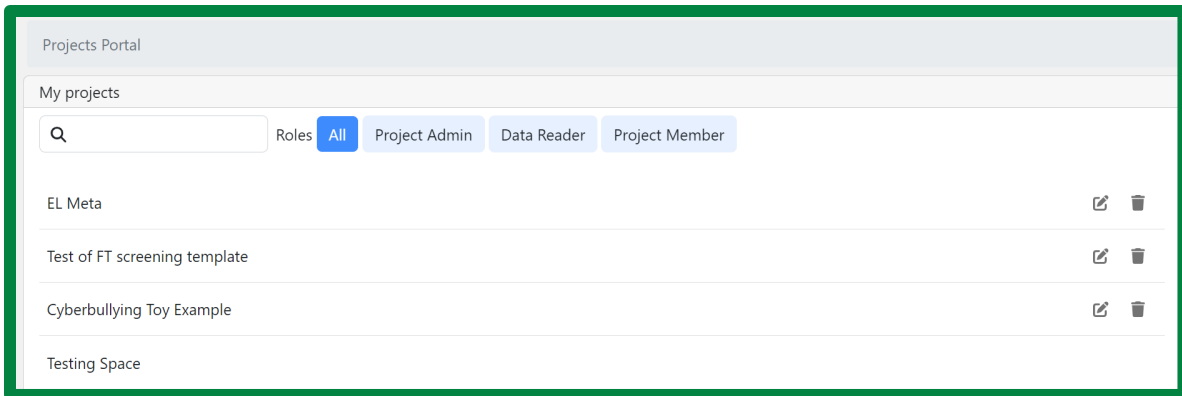 Projects Portal
My projects
Roles All Project Admin Data Reader Project Member
EL Meta
Test of FT screening template
Cyberbullying Toy Example
Testing Space